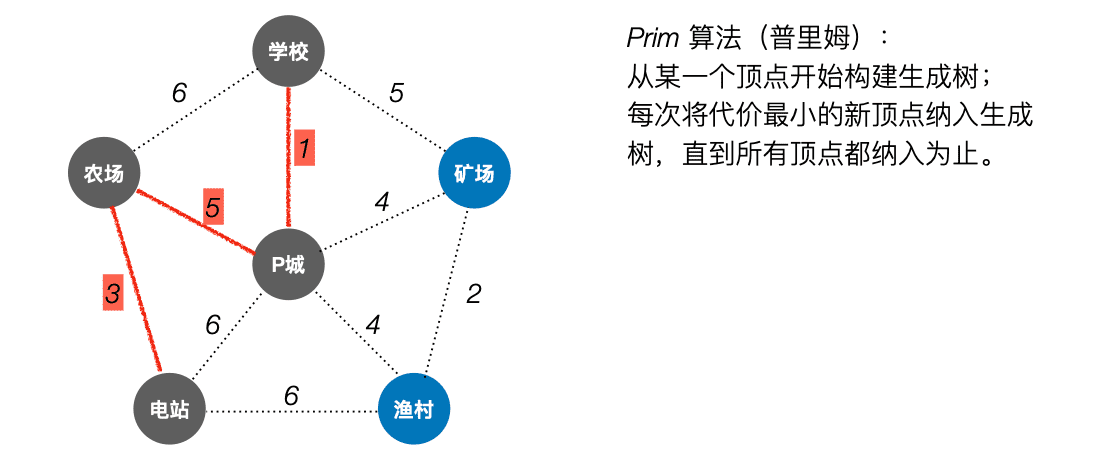 学校
6
5
1
农场
矿场
5
4
P城
3
2
6
4
电站
6
渔村
Prim 算法（普里姆）：
从某一个顶点开始构建生成树；
每次将代价最小的新顶点纳入生成
树，直到所有顶点都纳入为止。